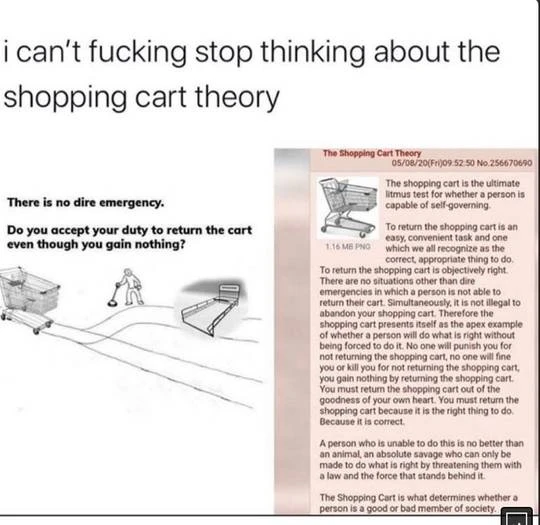 i can't fucking stop thinking about the
shopping cart theory
There is no dire emergency.
Do you accept your duty to return the cart
even though you gain nothing?
The Shopping Cart Theory
05/08/20(Fri)09:52:50 No.256670690
1.16 MB PNG
The shopping cart is the ultimate
litmus test for whether a person is
capable of self-governing.
To return the shopping cart is an
easy, convenient task and one
which we all recognize as the
correct, appropriate thing to do.
To return the shopping cart is objectively right.
There are no situations other than dire
emergencies in which a person is not able to
return their cart. Simultaneously, it is not illegal to
abandon your shopping cart. Therefore the
shopping cart presents itself as the apex example
of whether a person will do what is right without
being forced to do it. No one will punish you for
not returning the shopping cart, no one will fine
you or kill you for not returning the shopping cart,
you gain nothing by returning the shopping cart.
You must return the shopping cart out of the
goodness of your own heart. You must return the
shopping cart because it is the right thing to do.
Because it is correct.
A person who is unable to do this is no better than
an animal, an absolute savage who can only be
made to do what is right by threatening them with
a law and the force that stands behind it.
The Shopping Cart is what determines whether a
person is a good or bad member of society.